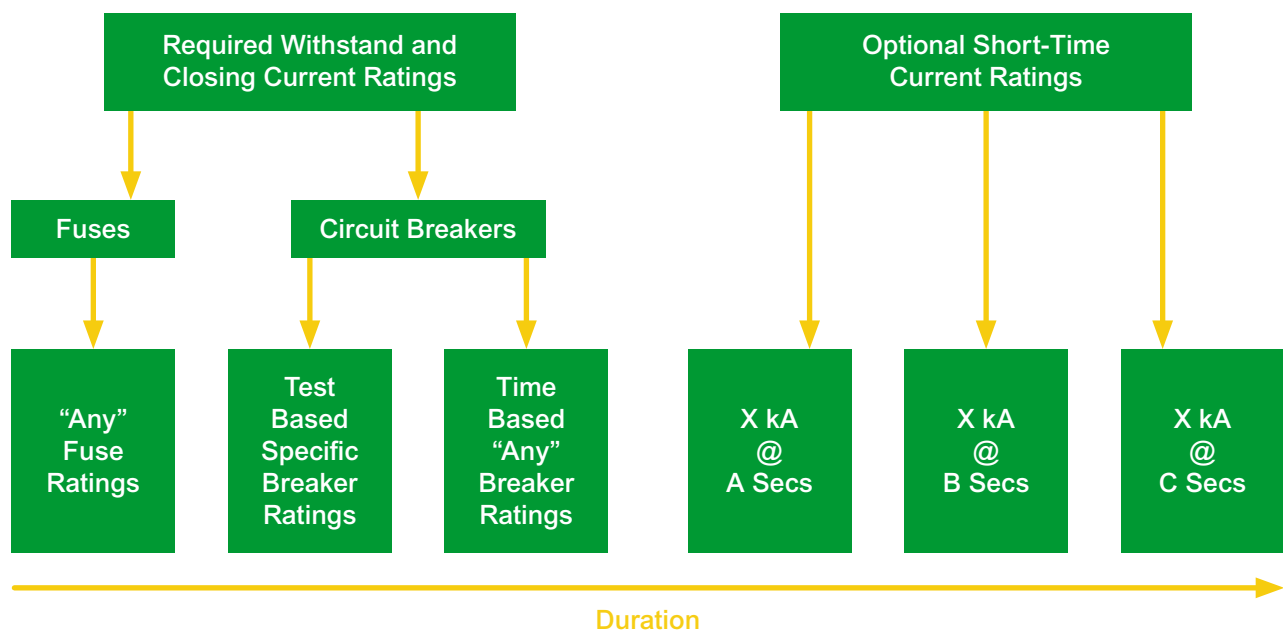 Required Withstand and
Closing Current Ratings
Optional Short-Time
Current Ratings
Fuses
Circuit Breakers
“Any”
Fuse
Ratings
Test
Based
Specific
Breaker
Ratings
Time
Based
“Any”
Breaker
Ratings
X kA
@
A Secs
X kA
@
B Secs
X kA
@
C Secs
Duration